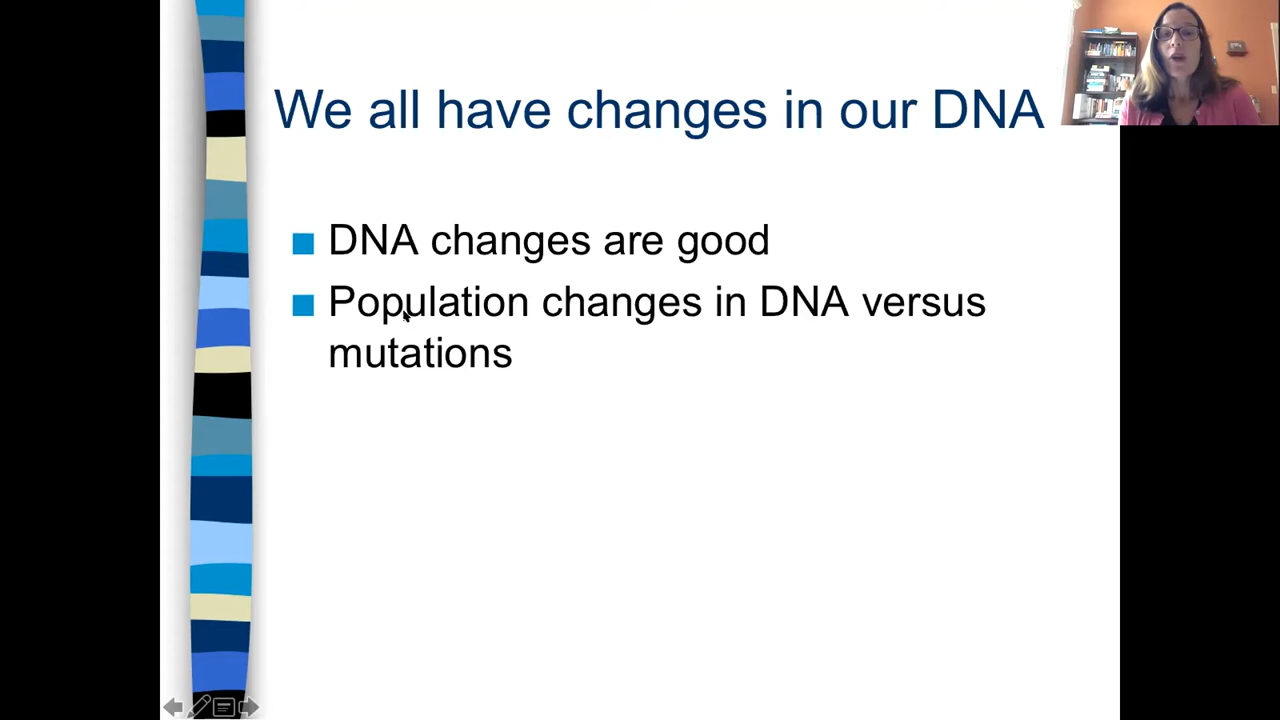 We all have changes in our DNA
DNA changes are good
Population changes in DNA versus
mutations